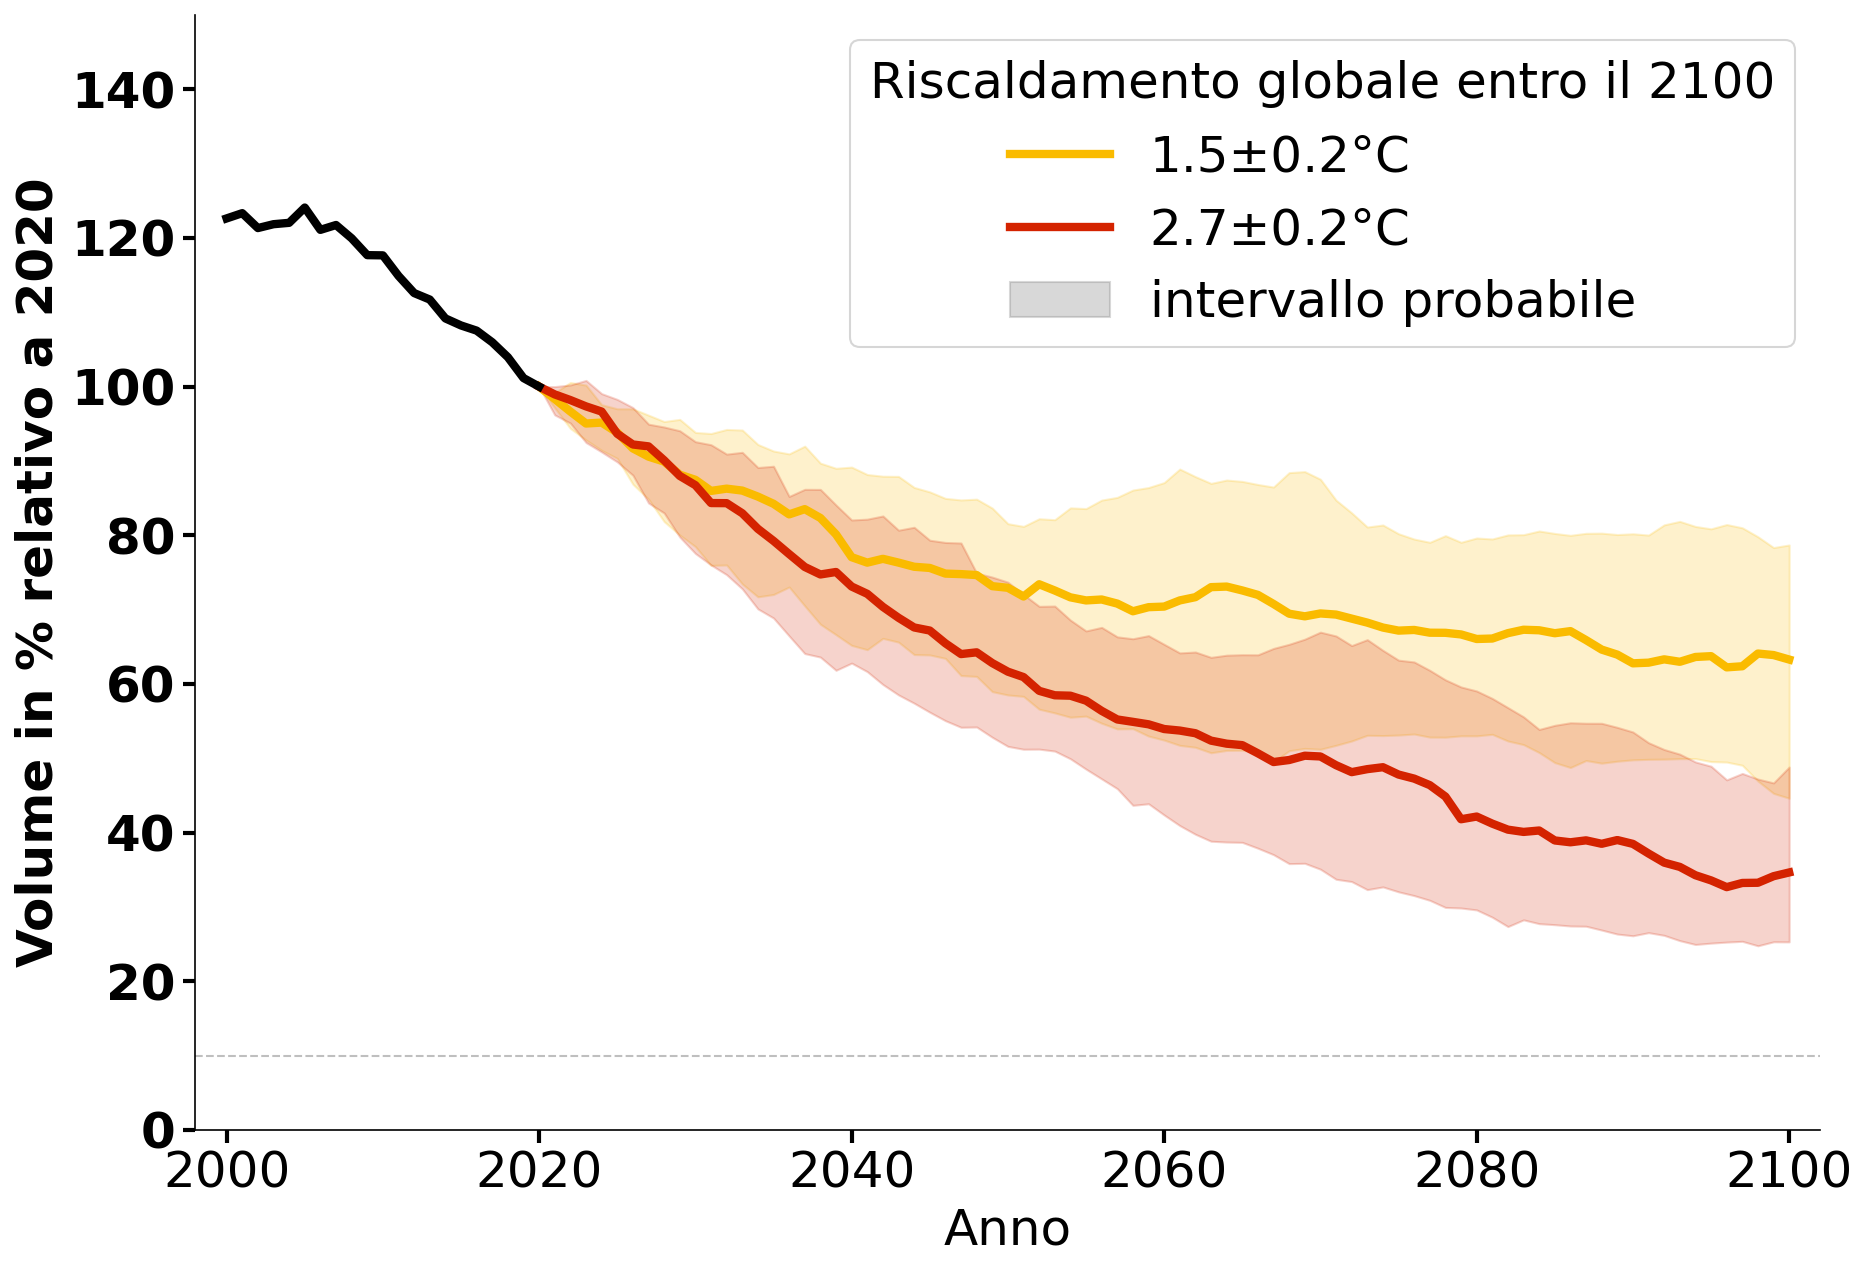 Riscaldamento globale entro il 2100
1.5±0.2°C
2.7±0.2°C
intervallo probabile
Volume in % relativo a 2020
140
120
100
80
60
40
20
0
2000 2020 2040 2060 2080 2100
Anno